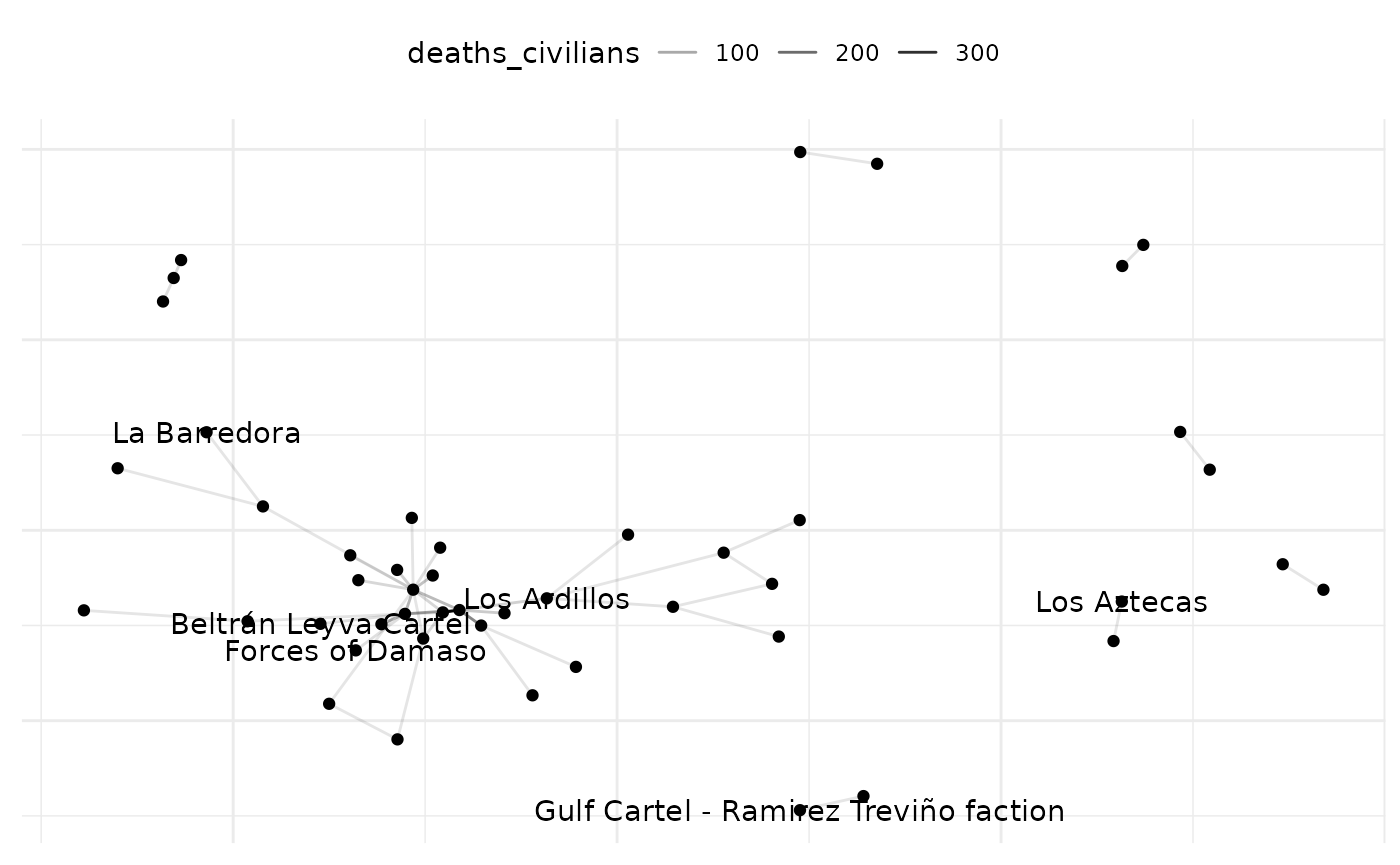 deaths_civilians 100 200 300
La Barredora
Los Ardillos
Los Aztecas
Beltrán Leyva Cartel
Forces of Damaso
Gulf Cartel - Ramirez Treviño faction